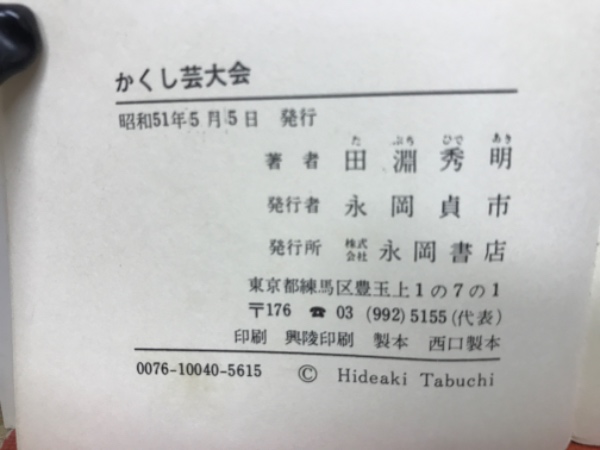 かくし芸大会
昭和51年5月5日 発行
著者 田淵秀明
た ぶち ひで あき
発行者 永岡貞市
発行所 株式会社 永岡書店
東京都練馬区豊玉上1の7の1
〒176 ☎ 03 (992) 5155 (代表)
印刷 興陵印刷 製本 西口製本
0076-10040-5615 © Hideaki Tabuchi